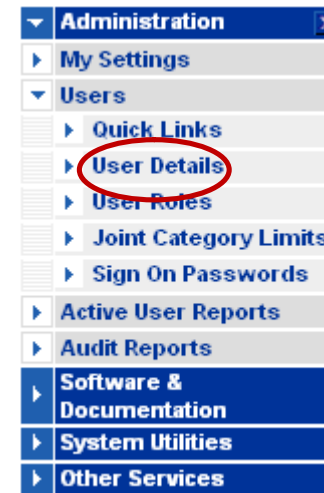 Administration
My Settings
Users
Quick Links
User Details
User Roles
Joint Category Limits
Sign On Passwords
Active User Reports
Audit Reports
Software &
Documentation
System Utilities
Other Services